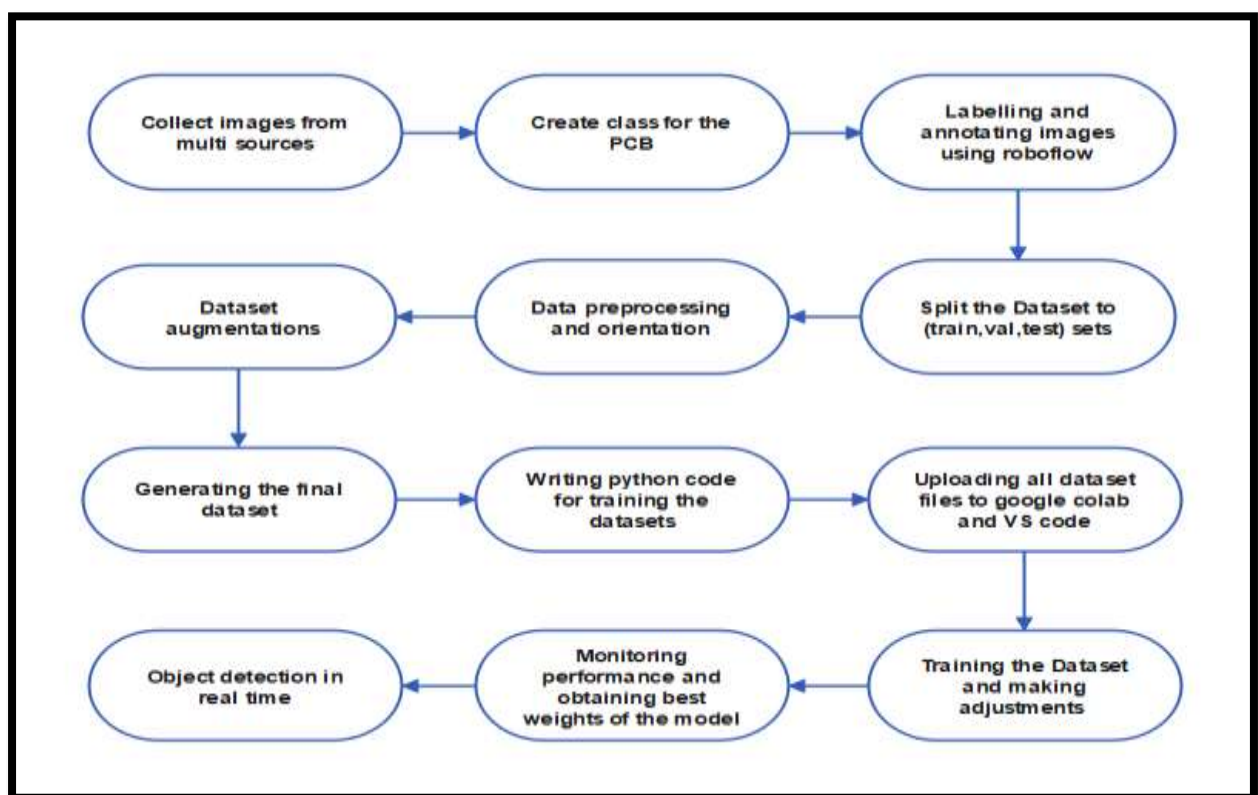 Collect images from
multi sources
Create class for the
PCB
Labelling and
annotating images
using roboflow
Split the Dataset to
(train,val,test) sets
Data preprocessing
and orientation
Dataset
augmentations
Generating the final
dataset
Writing python code
for training the
datasets
Uploading all dataset
files to google colab
and VS code
Training the Dataset
and making
adjustments
Monitoring
performance and
obtaining best
weights of the model
Object detection in
real time